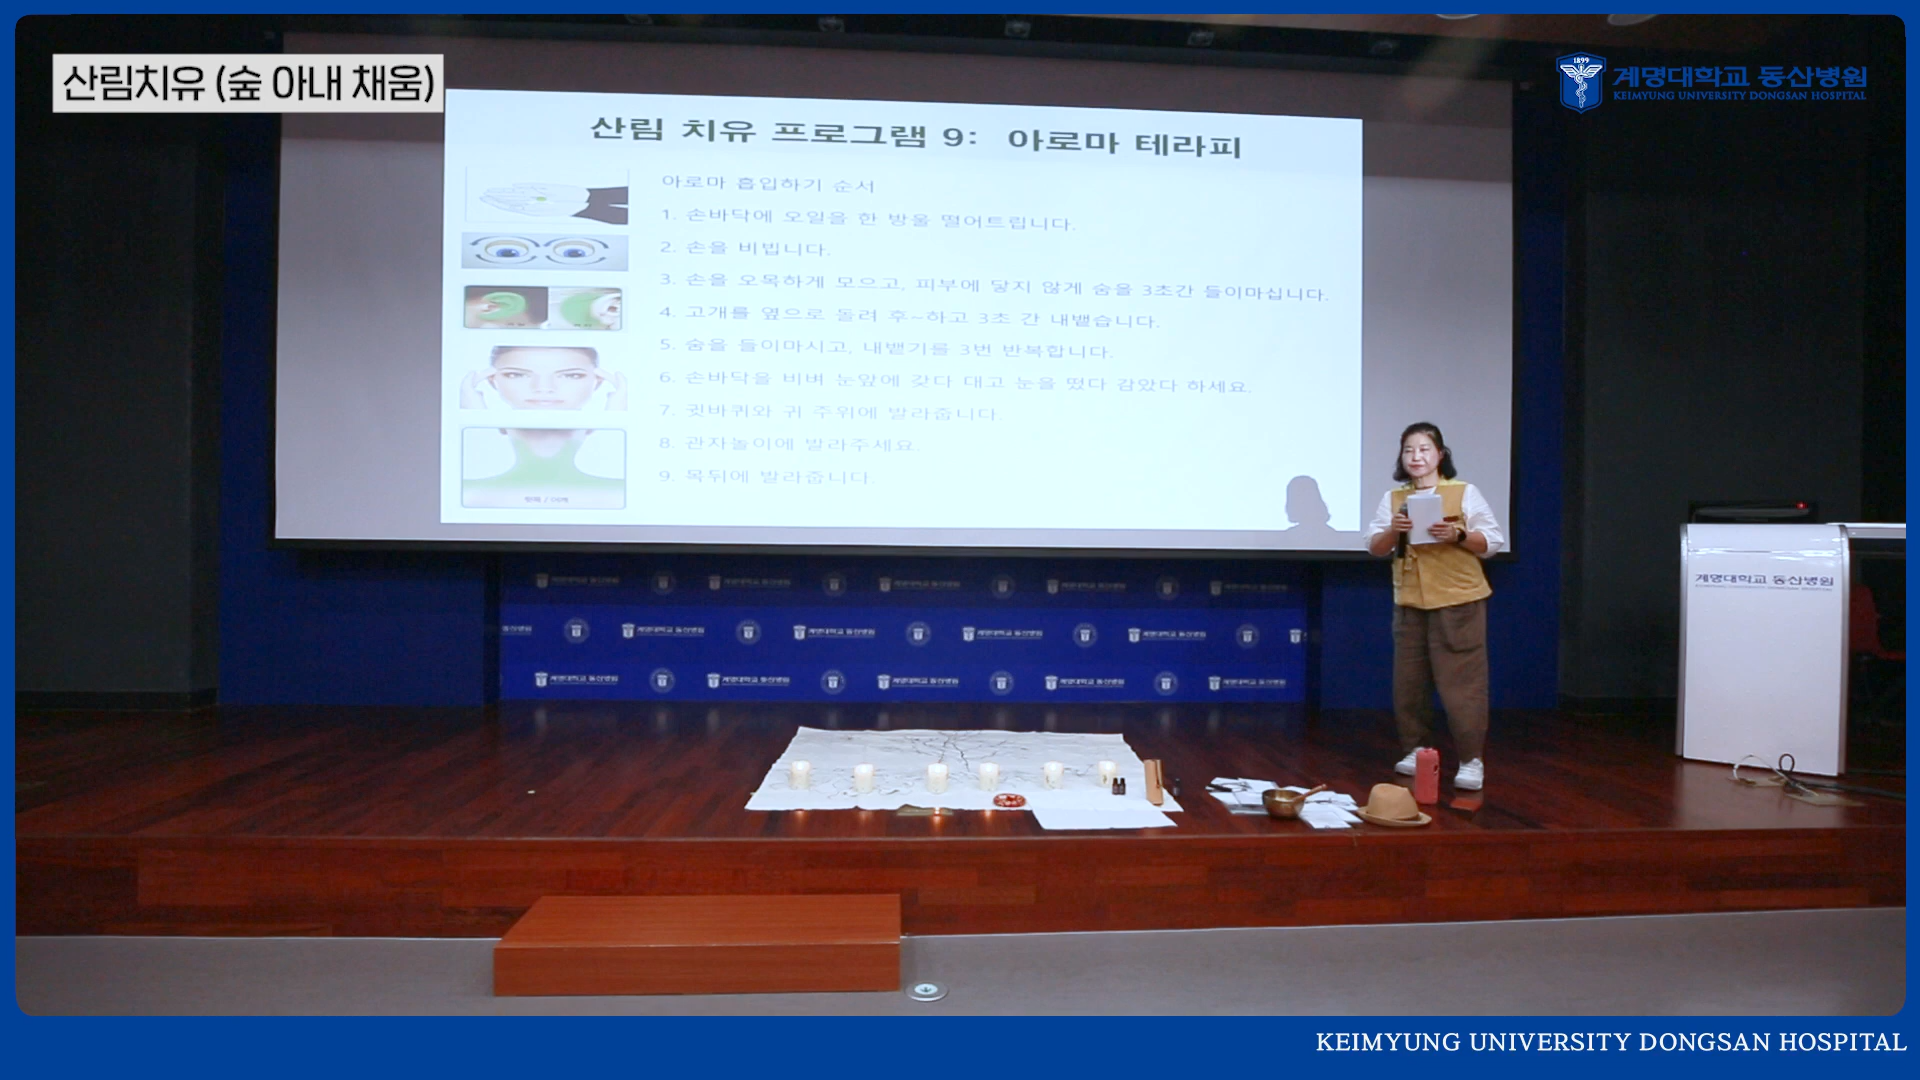 산림치유 (숲 아내 채움)
1899
계명대학교 동산병원
KEIMYUNG UNIVERSITY DONGSAN HOSPITAL
산림 치유 프로그램 9: 아로마 테라피
아로마 흡입하기 순서
1. 손바닥에 오일을 한 방울 떨어트립니다.
2. 손을 비빕니다.
3. 손을 오목하게 모으고, 피부에 닿지 않게 숨을 3초간 들이마십니다.
4. 고개를 옆으로 돌려 후~하고 3초 간 내뱉습니다.
5. 숨을 들이마시고, 내뱉기를 3번 반복합니다.
6. 손바닥을 비벼 눈앞에 갖다 대고 눈을 떴다 감았다 하세요.
7. 귓바퀴와 귀 주위에 발라줍니다.
8. 관자놀이에 발라주세요.
9. 목뒤에 발라줍니다.
계명대학교 동산병원
KEIMYUNG UNIVERSITY DONGSAN HOSPITAL